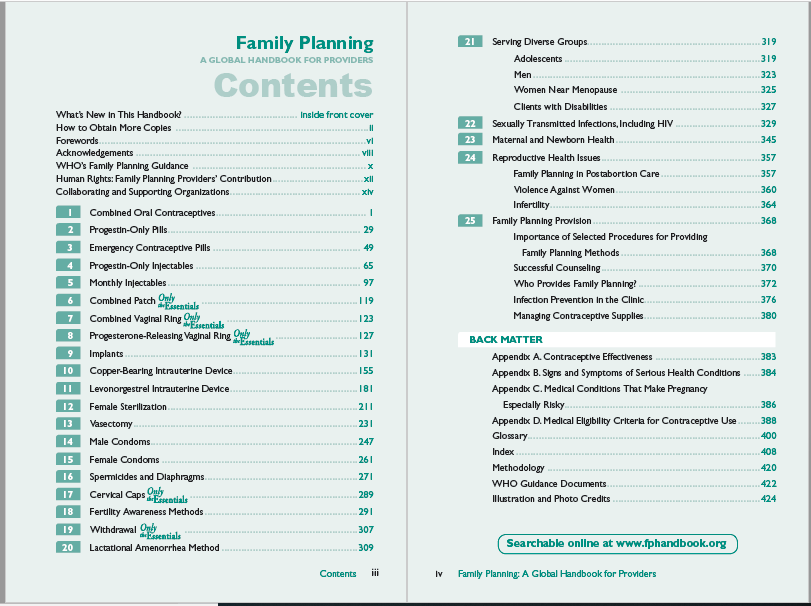 Family Planning
A GLOBAL HANDBOOK FOR PROVIDERS
Contents
What's New in This Handbook? inside front cover
How to Obtain More Copies ii
Forewords vi
Acknowledgements viii
WHO's Family Planning Guidance x
Human Rights: Family Planning Providers' Contribution xii
Collaborating and Supporting Organizations xiv
1 Combined Oral Contraceptives 1
2 Progestin-Only Pills 29
3 Emergency Contraceptive Pills 49
4 Progestin-Only Injectables 65
5 Monthly Injectables 97
6 Combined Patch Only the Essentials 119
7 Combined Vaginal Ring Only the Essentials 123
8 Progesterone-Releasing Vaginal Ring Only the Essentials 127
9 Implants 131
10 Copper-Bearing Intrauterine Device 155
11 Levonorgestrel Intrauterine Device 181
12 Female Sterilization 211
13 Vasectomy 231
14 Male Condoms 247
15 Female Condoms 261
16 Spermicides and Diaphragms 271
17 Cervical Caps Only the Essentials 289
18 Fertility Awareness Methods 291
19 Withdrawal Only the Essentials 307
20 Lactational Amenorrhea Method 309
Contents iii
21 Serving Diverse Groups 319
Adolescents 319
Men 323
Women Near Menopause 325
Clients with Disabilities 327
22 Sexually Transmitted Infections, Including HIV 329
23 Maternal and Newborn Health 345
24 Reproductive Health Issues 357
Family Planning in Postabortion Care 357
Violence Against Women 360
Infertility 364
25 Family Planning Provision 368
Importance of Selected Procedures for Providing
Family Planning Methods 368
Successful Counseling 370
Who Provides Family Planning? 372
Infection Prevention in the Clinic 376
Managing Contraceptive Supplies 380
BACK MATTER
Appendix A. Contraceptive Effectiveness 383
Appendix B. Signs and Symptoms of Serious Health Conditions 384
Appendix C. Medical Conditions That Make Pregnancy
Especially Risky 386
Appendix D. Medical Eligibility Criteria for Contraceptive Use 388
Glossary 400
Index 408
Methodology 420
WHO Guidance Documents 422
Illustration and Photo Credits 424
Searchable online at www.fphandbook.org
iv Family Planning: A Global Handbook for Providers